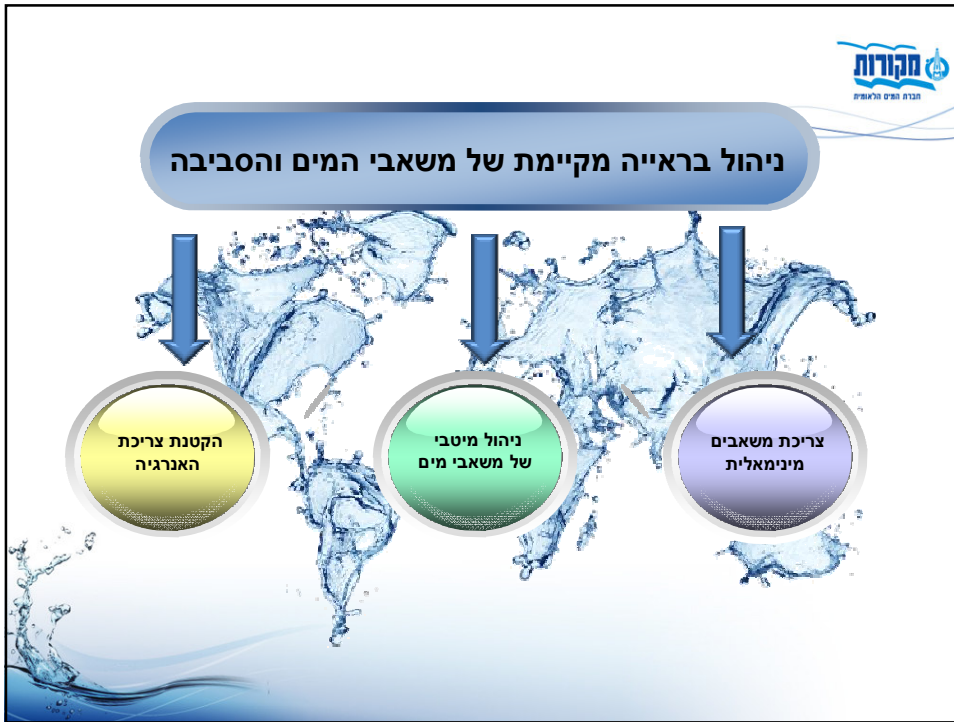 מקורות
חברת המים הלאומית
ניהול בראייה מקיימת של משאבי המים והסביבה
צריכת משאבים
מינימאלית
ניהול מיטבי
של משאבי מים
הקטנת צריכת
האנרגיה